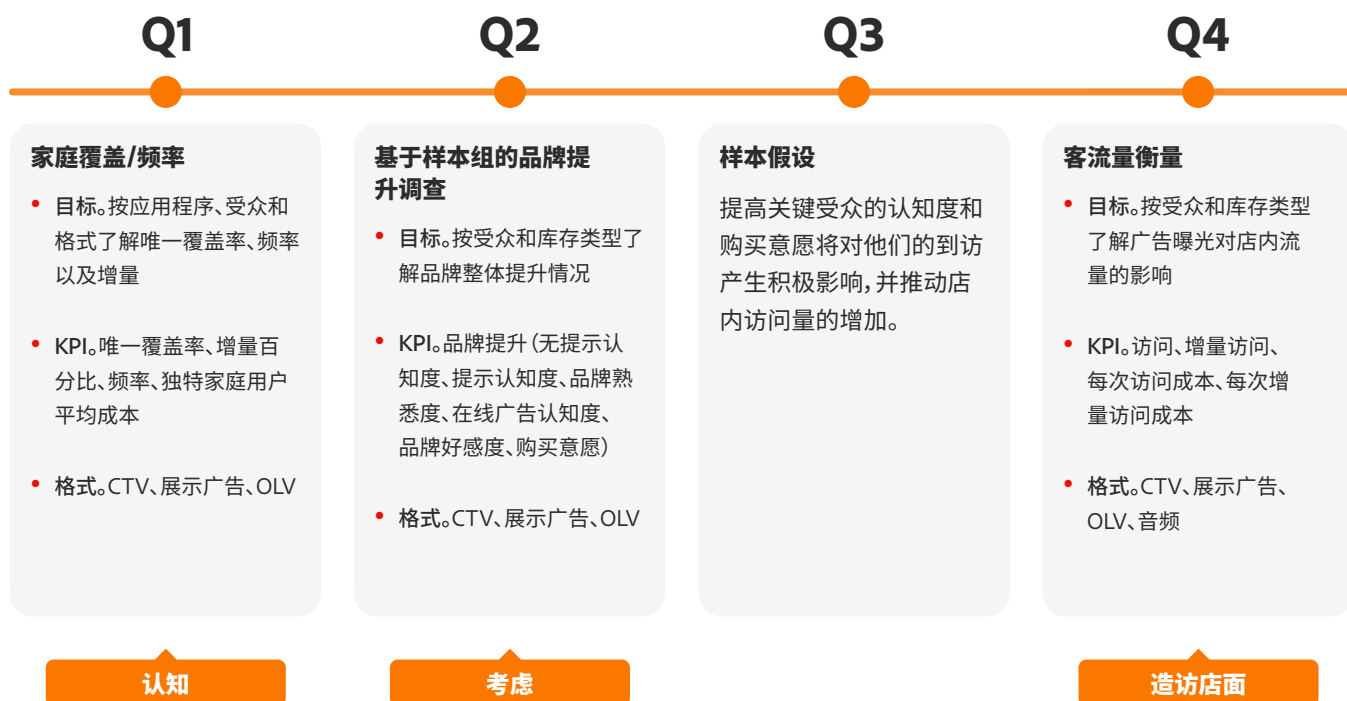 Q1
Q2
Q3
Q4
家庭覆盖/频率
• 目标。按应用程序、受众和
格式了解唯一覆盖率、频率
以及增量
• KPI。唯一覆盖率、增量百
分比、频率、独特家庭用户
平均成本
• 格式。CTV、展示广告、OLV
认知
基于样本组的品牌提
升调查
• 目标。按受众和库存类型了
解品牌整体提升情况
• KPI。品牌提升（无提示认
知度、提示认知度、品牌熟
悉度、在线广告认知度、
品牌好感度、购买意愿）
• 格式。CTV、展示广告、OLV
考虑
样本假设
提高关键受众的认知度和
购买意愿将对他们的到访
产生积极影响，并推动店
内访问量的增加。
客流量衡量
• 目标。按受众和库存类型
了解广告曝光对店内流
量的影响
• KPI。访问、增量访问、
每次访问成本、每次增
量访问成本
• 格式。CTV、展示广告、
OLV、音频
造访店面